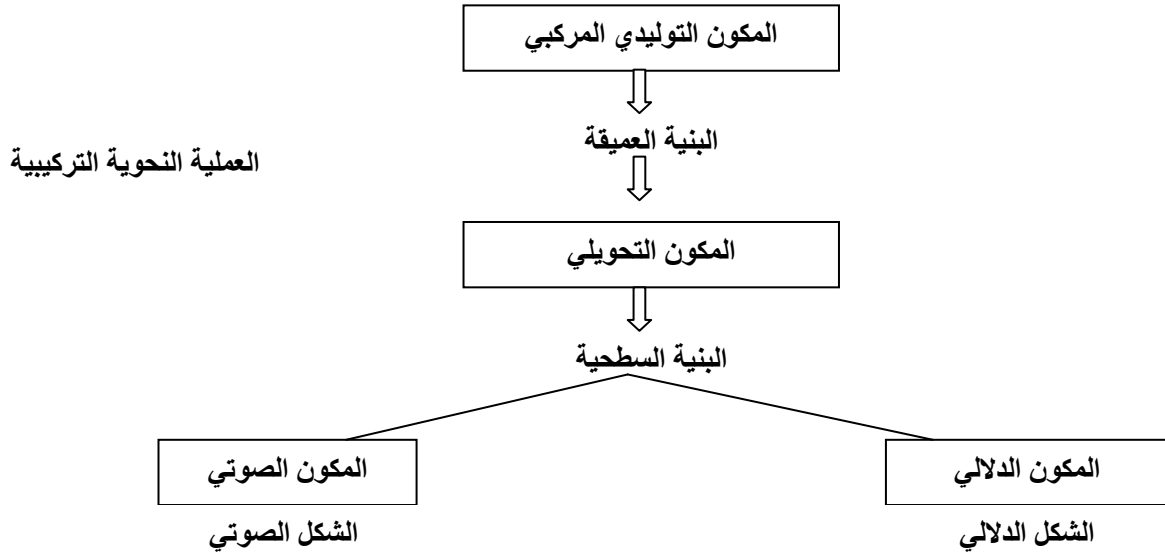 المكون التوليدي المركبي
البنية العميقة
العملية النحوية التركيبية
المكون التحويلي
البنية السطحية
المكون الدلالي
المكون الصوتي
الشكل الدلالي
الشكل الصوتي